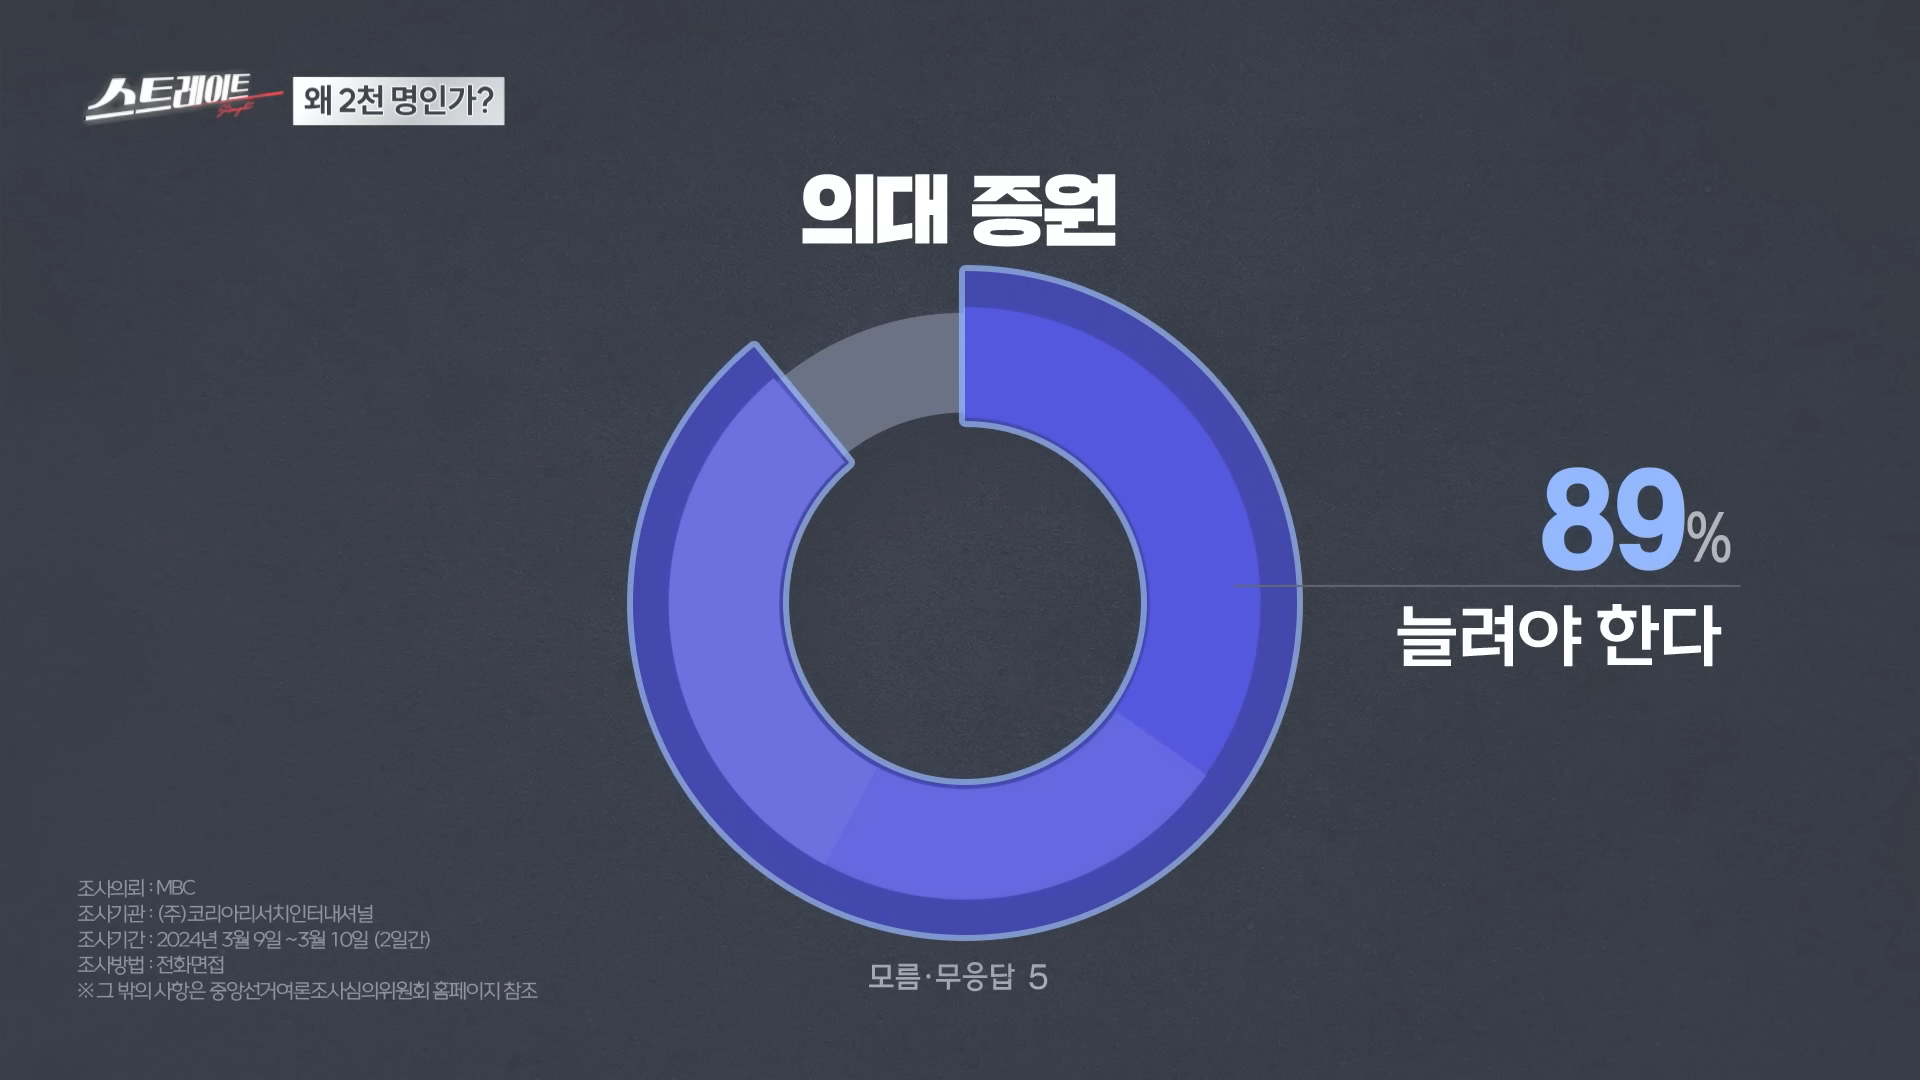 스트레이트
Straight
왜 2천 명인가?
의대 증원
89%
늘려야 한다
조사의뢰 : MBC
조사기관 : (주)코리아리서치인터내셔널
조사기간 : 2024년 3월 9일 ~3월 10일 (2일간)
조사방법 : 전화면접
※ 그 밖의 사항은 중앙선거여론조사심의위원회 홈페이지 참조
모름·무응답 5